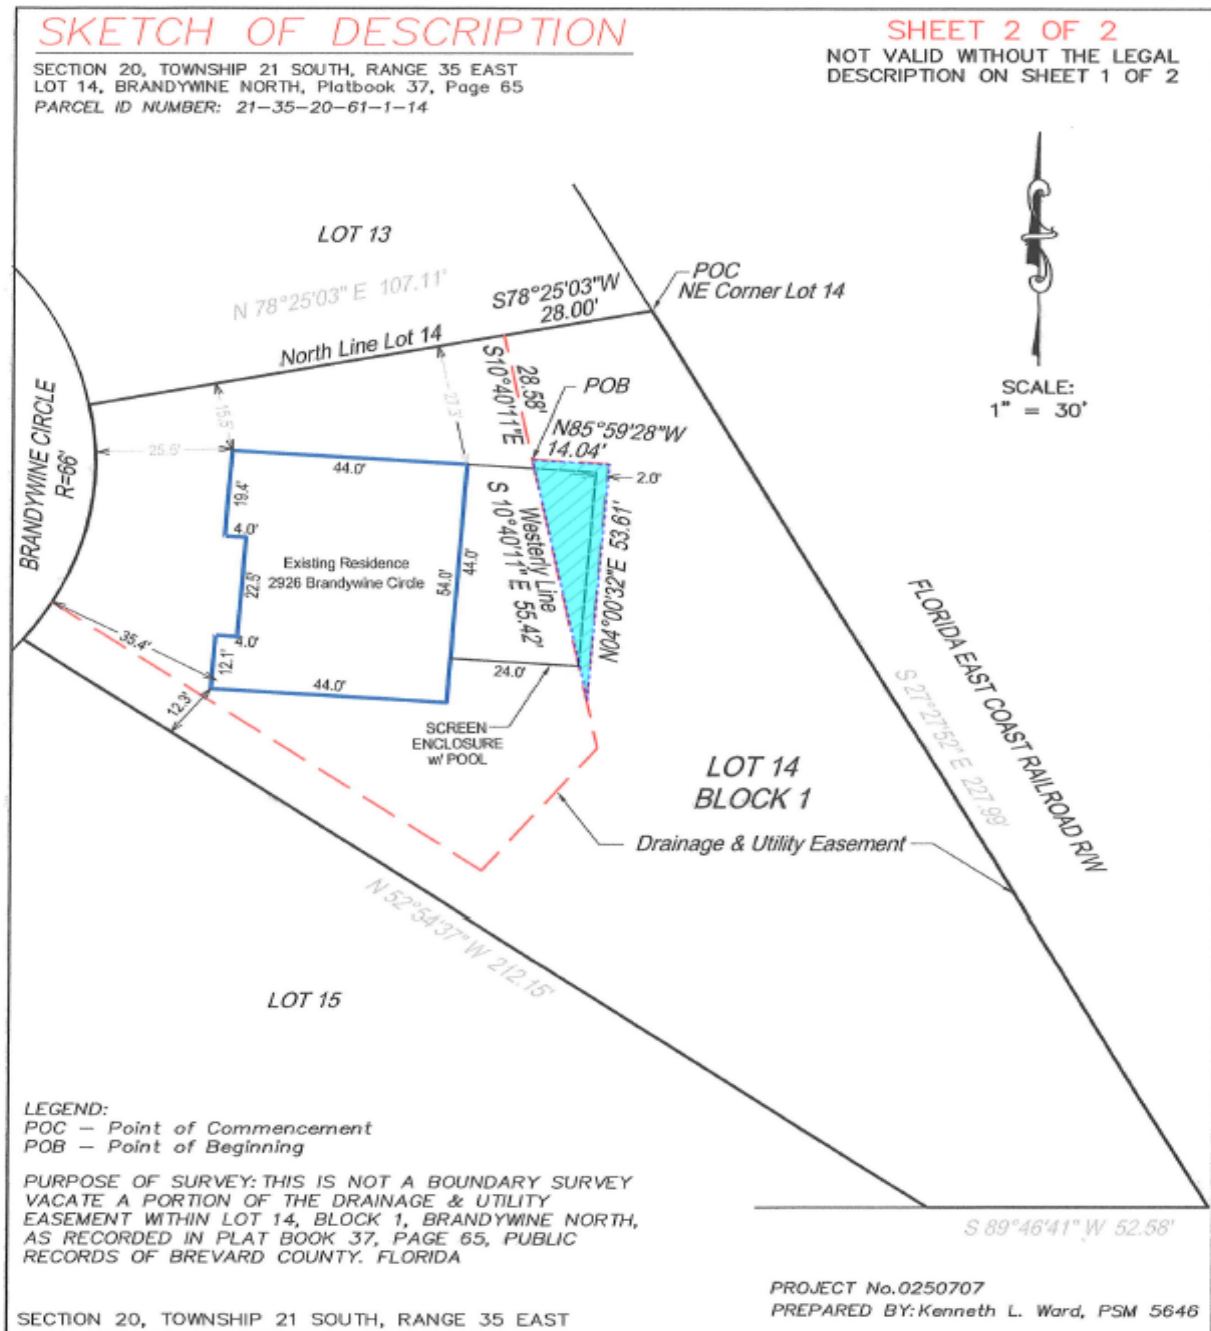 SKETCH OF DESCRIPTION
SECTION 20, TOWNSHIP 21 SOUTH, RANGE 35 EAST
LOT 14, BRANDYWINE NORTH, Platbook 37, Page 65
PARCEL ID NUMBER: 21-35-20-61-1-14
SHEET 2 OF 2
NOT VALID WITHOUT THE LEGAL
DESCRIPTION ON SHEET 1 OF 2
SCALE:
1" = 30'
LOT 13
N 78°25'03" E 107.11'
S78°25'03"W
28.00'
POC
NE Corner Lot 14
North Line Lot 14
28.58'
S10°40'11"E
POB
N85°59'28"W
14.04'
2.0'
BRANDYWINE CIRCLE
R=66'
25.6'
15.5'
27.3'
44.0'
19.4'
4.0'
22.5'
4.0'
12.1'
44.0'
54.0'
44.0'
Existing Residence
2926 Brandywine Circle
Westerly Line
S 10°40'11" E 55.42'
N04°00'32"E 53.61'
24.0'
35.4'
12.3'
SCREEN
ENCLOSURE
w/ POOL
FLORIDA EAST COAST RAILROAD R/W
S 27°27'52" E 227.99'
LOT 14
BLOCK 1
Drainage & Utility Easement
N 52°54'37" W 212.15'
LOT 15
S 89°46'41" W 52.58'
LEGEND:
POC - Point of Commencement
POB - Point of Beginning
PURPOSE OF SURVEY: THIS IS NOT A BOUNDARY SURVEY
VACATE A PORTION OF THE DRAINAGE & UTILITY
EASEMENT WITHIN LOT 14, BLOCK 1, BRANDYWINE NORTH,
AS RECORDED IN PLAT BOOK 37, PAGE 65, PUBLIC
RECORDS OF BREVARD COUNTY. FLORIDA
SECTION 20, TOWNSHIP 21 SOUTH, RANGE 35 EAST
PROJECT No.0250707
PREPARED BY: Kenneth L. Ward, PSM 5646